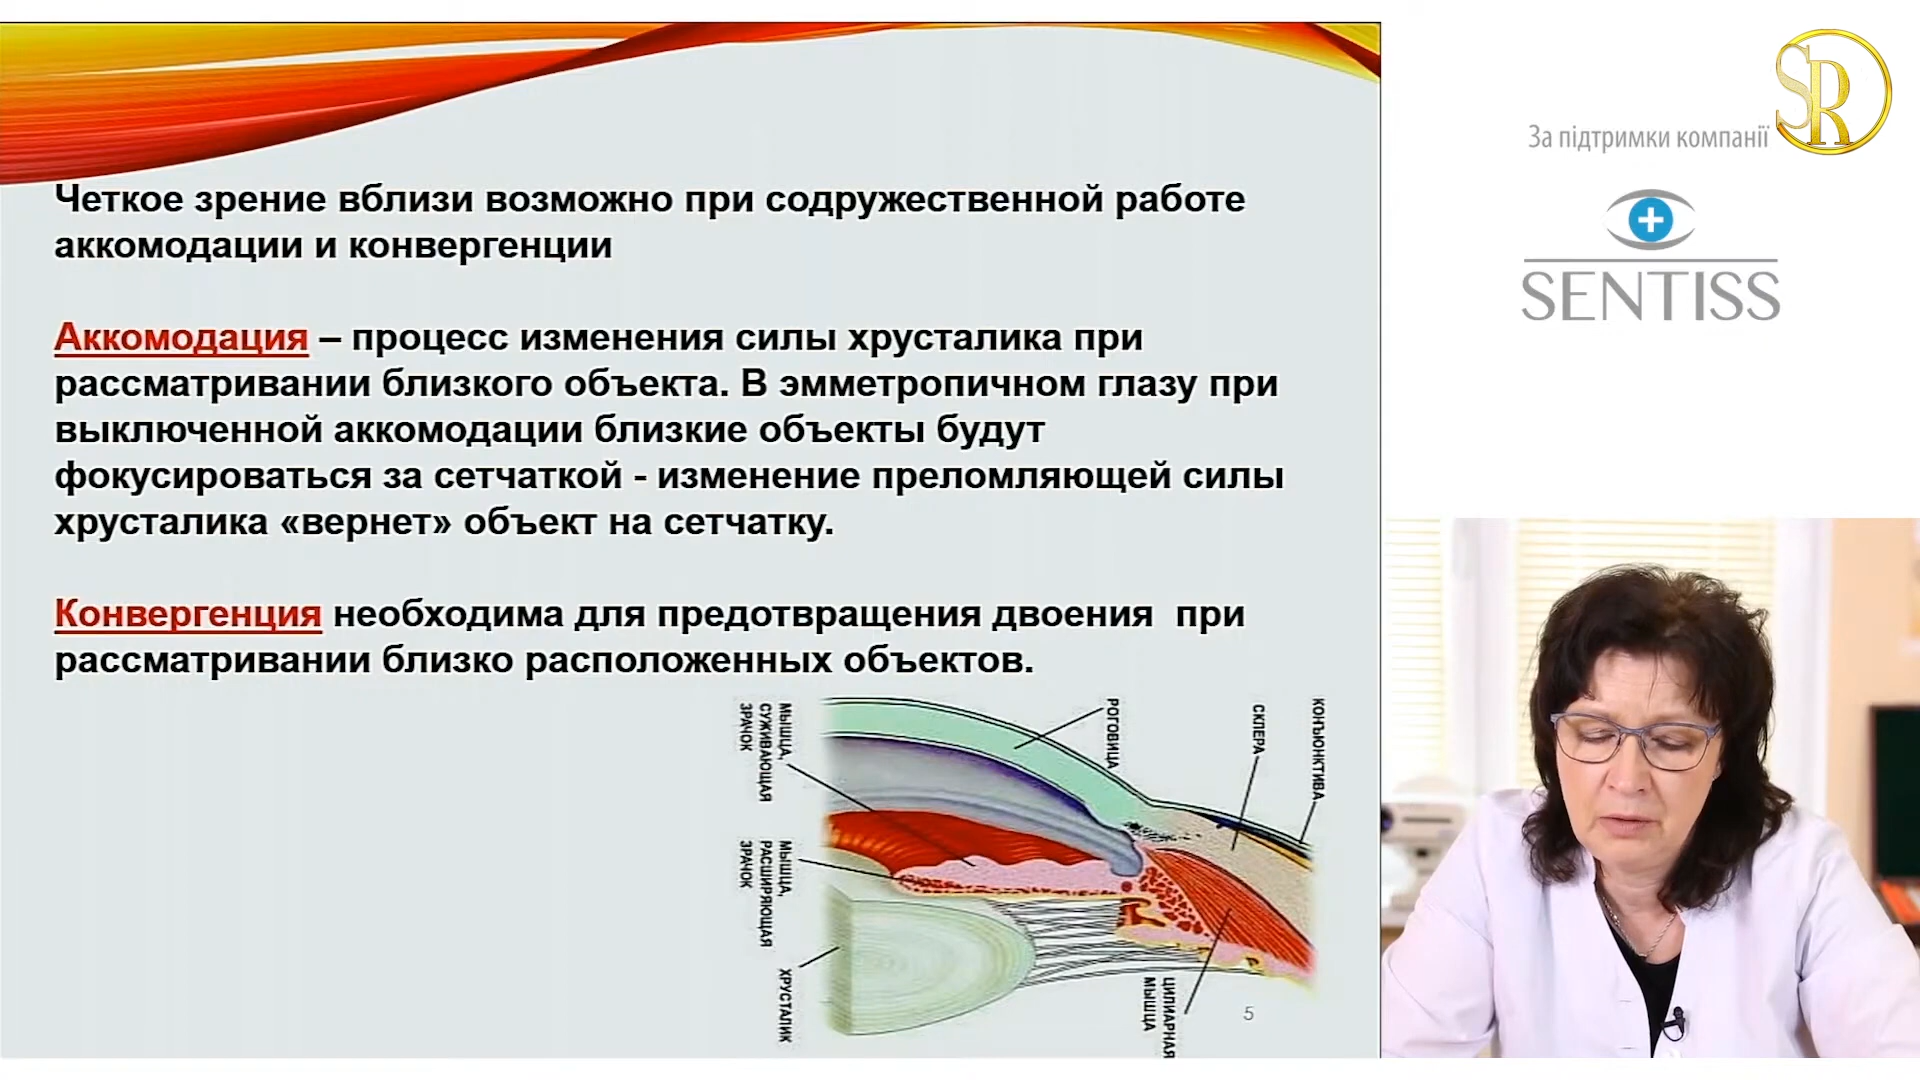 Четкое зрение вблизи возможно при содружественной работе
аккомодации и конвергенции
Аккомодация – процесс изменения силы хрусталика при
рассматривании близкого объекта. В эмметропичном глазу при
выключенной аккомодации близкие объекты будут
фокусироваться за сетчаткой - изменение преломляющей силы
хрусталика «вернет» объект на сетчатку.
Конвергенция необходима для предотвращения двоения при
рассматривании близко расположенных объектов.
МЫШЦА,
СУЖИВАЮЩАЯ
ЗРАЧОК
РОГОВИЦА
СКЛЕРА
КОНЪЮНКТИВА
МЫШЦА,
РАСШИРЯЮЩАЯ
ЗРАЧОК
ХРУСТАЛИК
ЦИЛИАРНАЯ
МЫШЦА
5
За підтримки компанії
SR
SENTISS